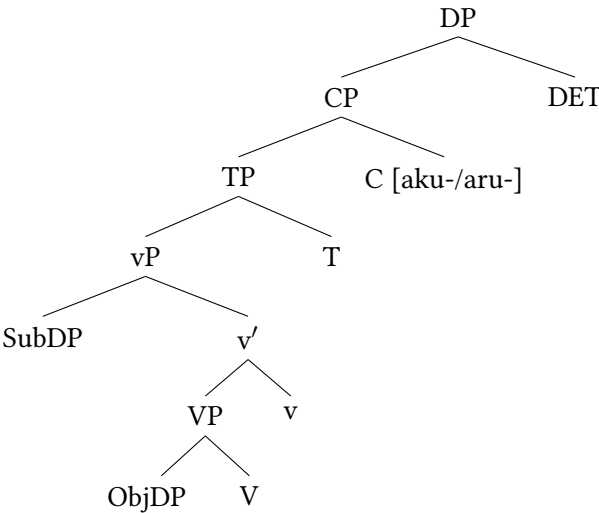 DP
CP DET
TP C [aku-/aru-]
vP T
SubDP v′
VP v
ObjDP V